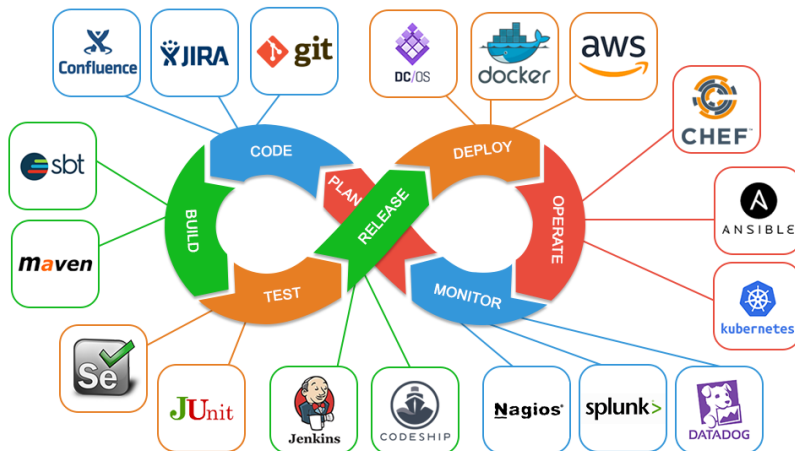 Confluence
JIRA
git
DC/OS
docker
aws
CHEF™
sbt
CODE
DEPLOY
PLAN
RELEASE
BUILD
OPERATE
ANSIBLE
maven
TEST
MONITOR
kubernetes
Se
JUnit
Jenkins
CODESHIP
Nagios®
splunk>
DATADOG